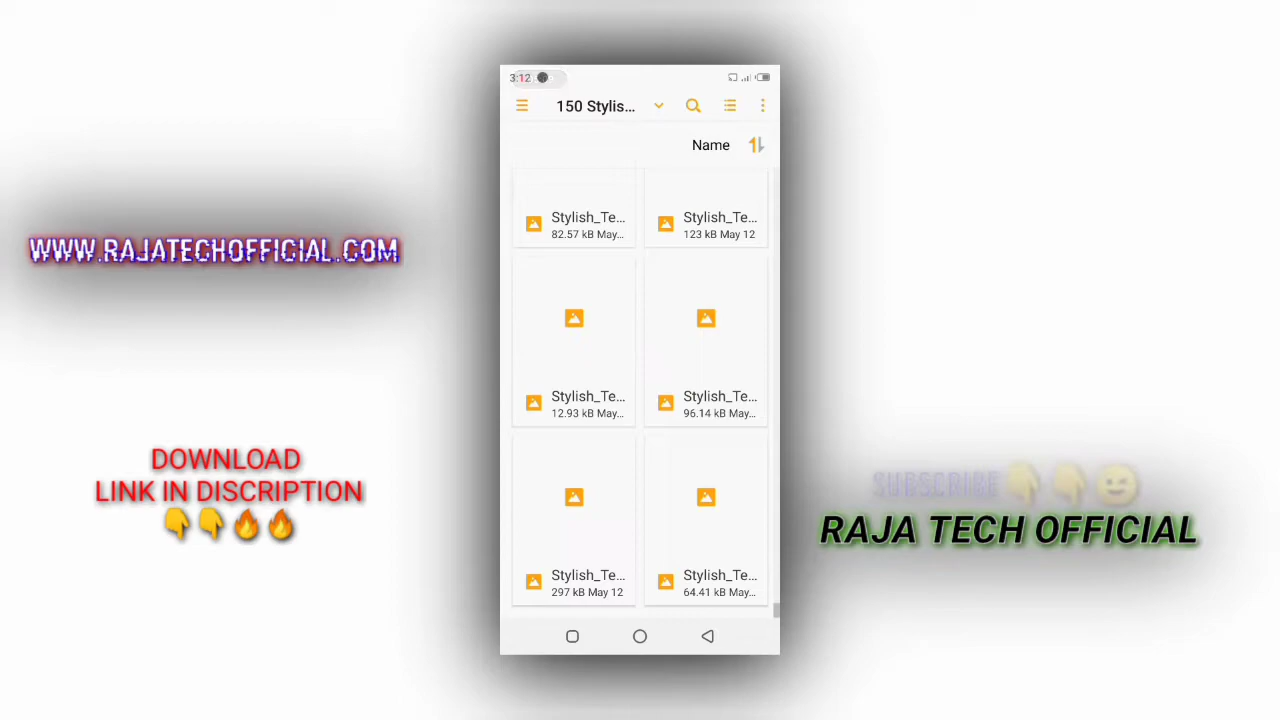 3:12
150 Stylis...
Name
Stylish_Te...
82.57 kB May...
Stylish_Te...
123 kB May 12
WWW.RAJATECHOFFICIAL.COM
Stylish_Te...
12.93 kB May...
Stylish_Te...
96.14 kB May...
DOWNLOAD
LINK IN DISCRIPTION
👇👇🔥🔥
SUBSCRIBE 👇👇😉
RAJA TECH OFFICIAL
Stylish_Te...
297 kB May 12
Stylish_Te...
64.41 kB May...